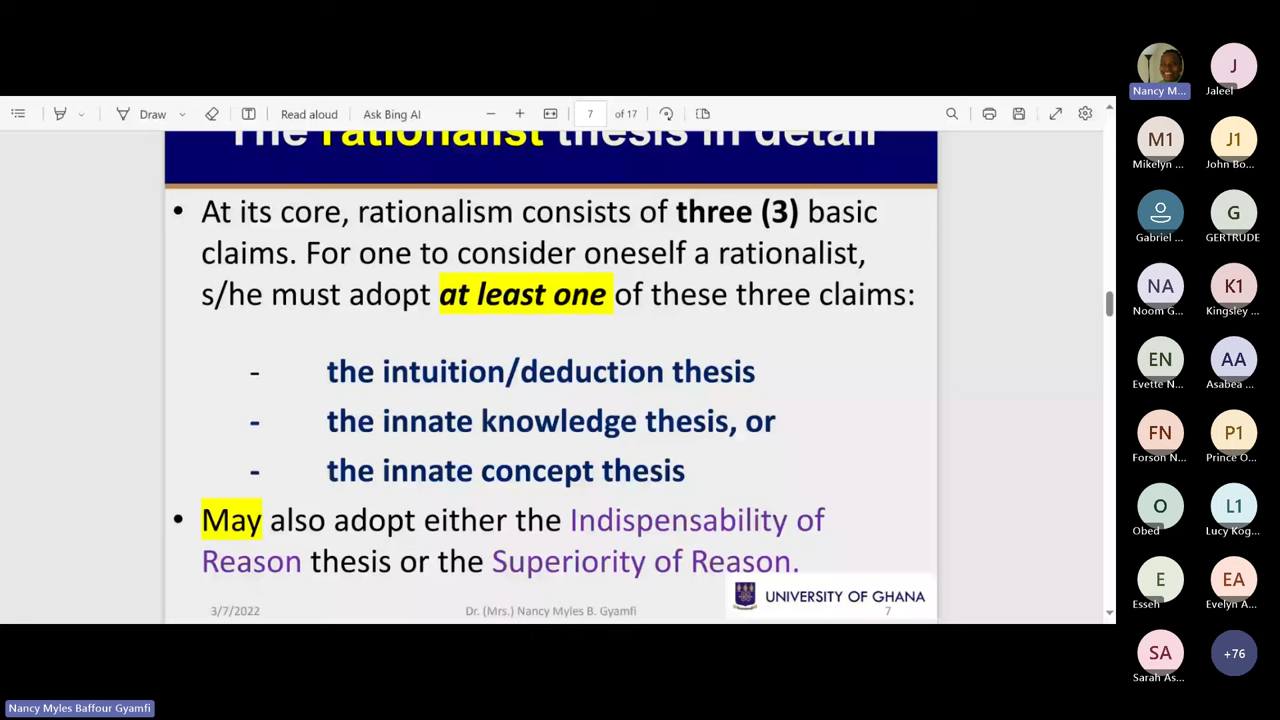 Draw
Read aloud
Ask Bing AI
7
of 17
The rationalist thesis in detail
• At its core, rationalism consists of three (3) basic
claims. For one to consider oneself a rationalist,
s/he must adopt at least one of these three claims:
- the intuition/deduction thesis
- the innate knowledge thesis, or
- the innate concept thesis
• May also adopt either the Indispensability of
Reason thesis or the Superiority of Reason.
UNIVERSITY OF GHANA
3/7/2022
Dr. (Mrs.) Nancy Myles B. Gyamfi
7
Nancy M...
J
Jaleel
M1
Mikelyn ...
J1
John Bo...
Gabriel ...
G
GERTRUDE
NA
Noom G...
K1
Kingsley ...
EN
Evette N...
AA
Asabea ...
FN
Forson N...
P1
Prince O...
O
Obed
L1
Lucy Kog...
E
Esseh
EA
Evelyn A...
SA
Sarah As...
+76
Nancy Myles Baffour Gyamfi